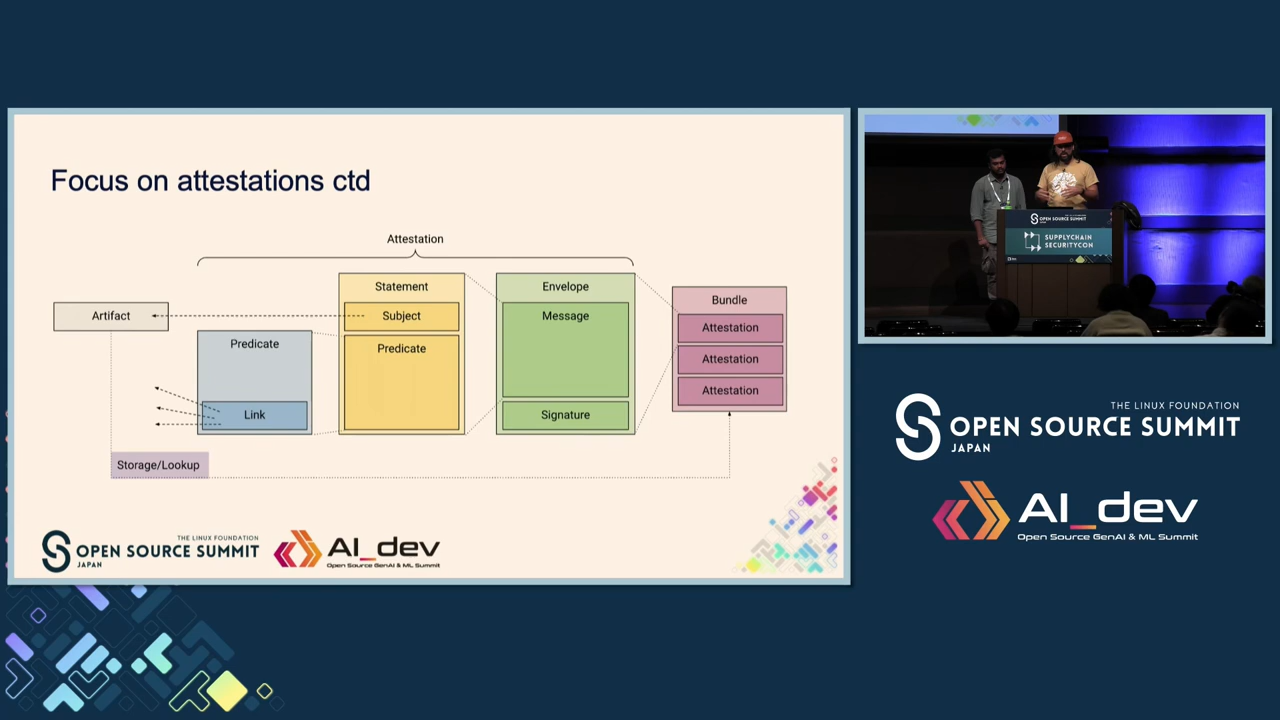 Focus on attestations ctd
Attestation
Artifact
Predicate
Link
Statement
Subject
Predicate
Envelope
Message
Signature
Bundle
Attestation
Attestation
Attestation
Storage/Lookup
THE LINUX FOUNDATION
OPEN SOURCE SUMMIT
JAPAN
AI_dev
Open Source GenAI & ML Summit
OPEN SOURCE SUMMIT
SUPPLYCHAIN
SECURITYCON
THE LINUX FOUNDATION
OPEN SOURCE SUMMIT
JAPAN
AI_dev
Open Source GenAI & ML Summit